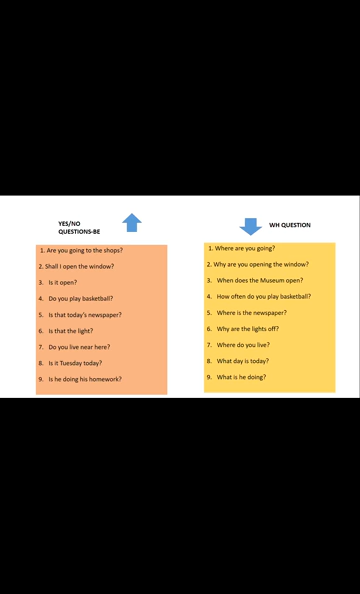 YES/NO
QUESTIONS-BE
1. Are you going to the shops?
2. Shall I open the window?
3. Is it open?
4. Do you play basketball?
5. Is that today's newspaper?
6. Is that the light?
7. Do you live near here?
8. Is it Tuesday today?
9. Is he doing his homework?
WH QUESTION
1. Where are you going?
2. Why are you opening the window?
3. When does the Museum open?
4. How often do you play basketball?
5. Where is the newspaper?
6. Why are the lights off?
7. Where do you live?
8. What day is today?
9. What is he doing?